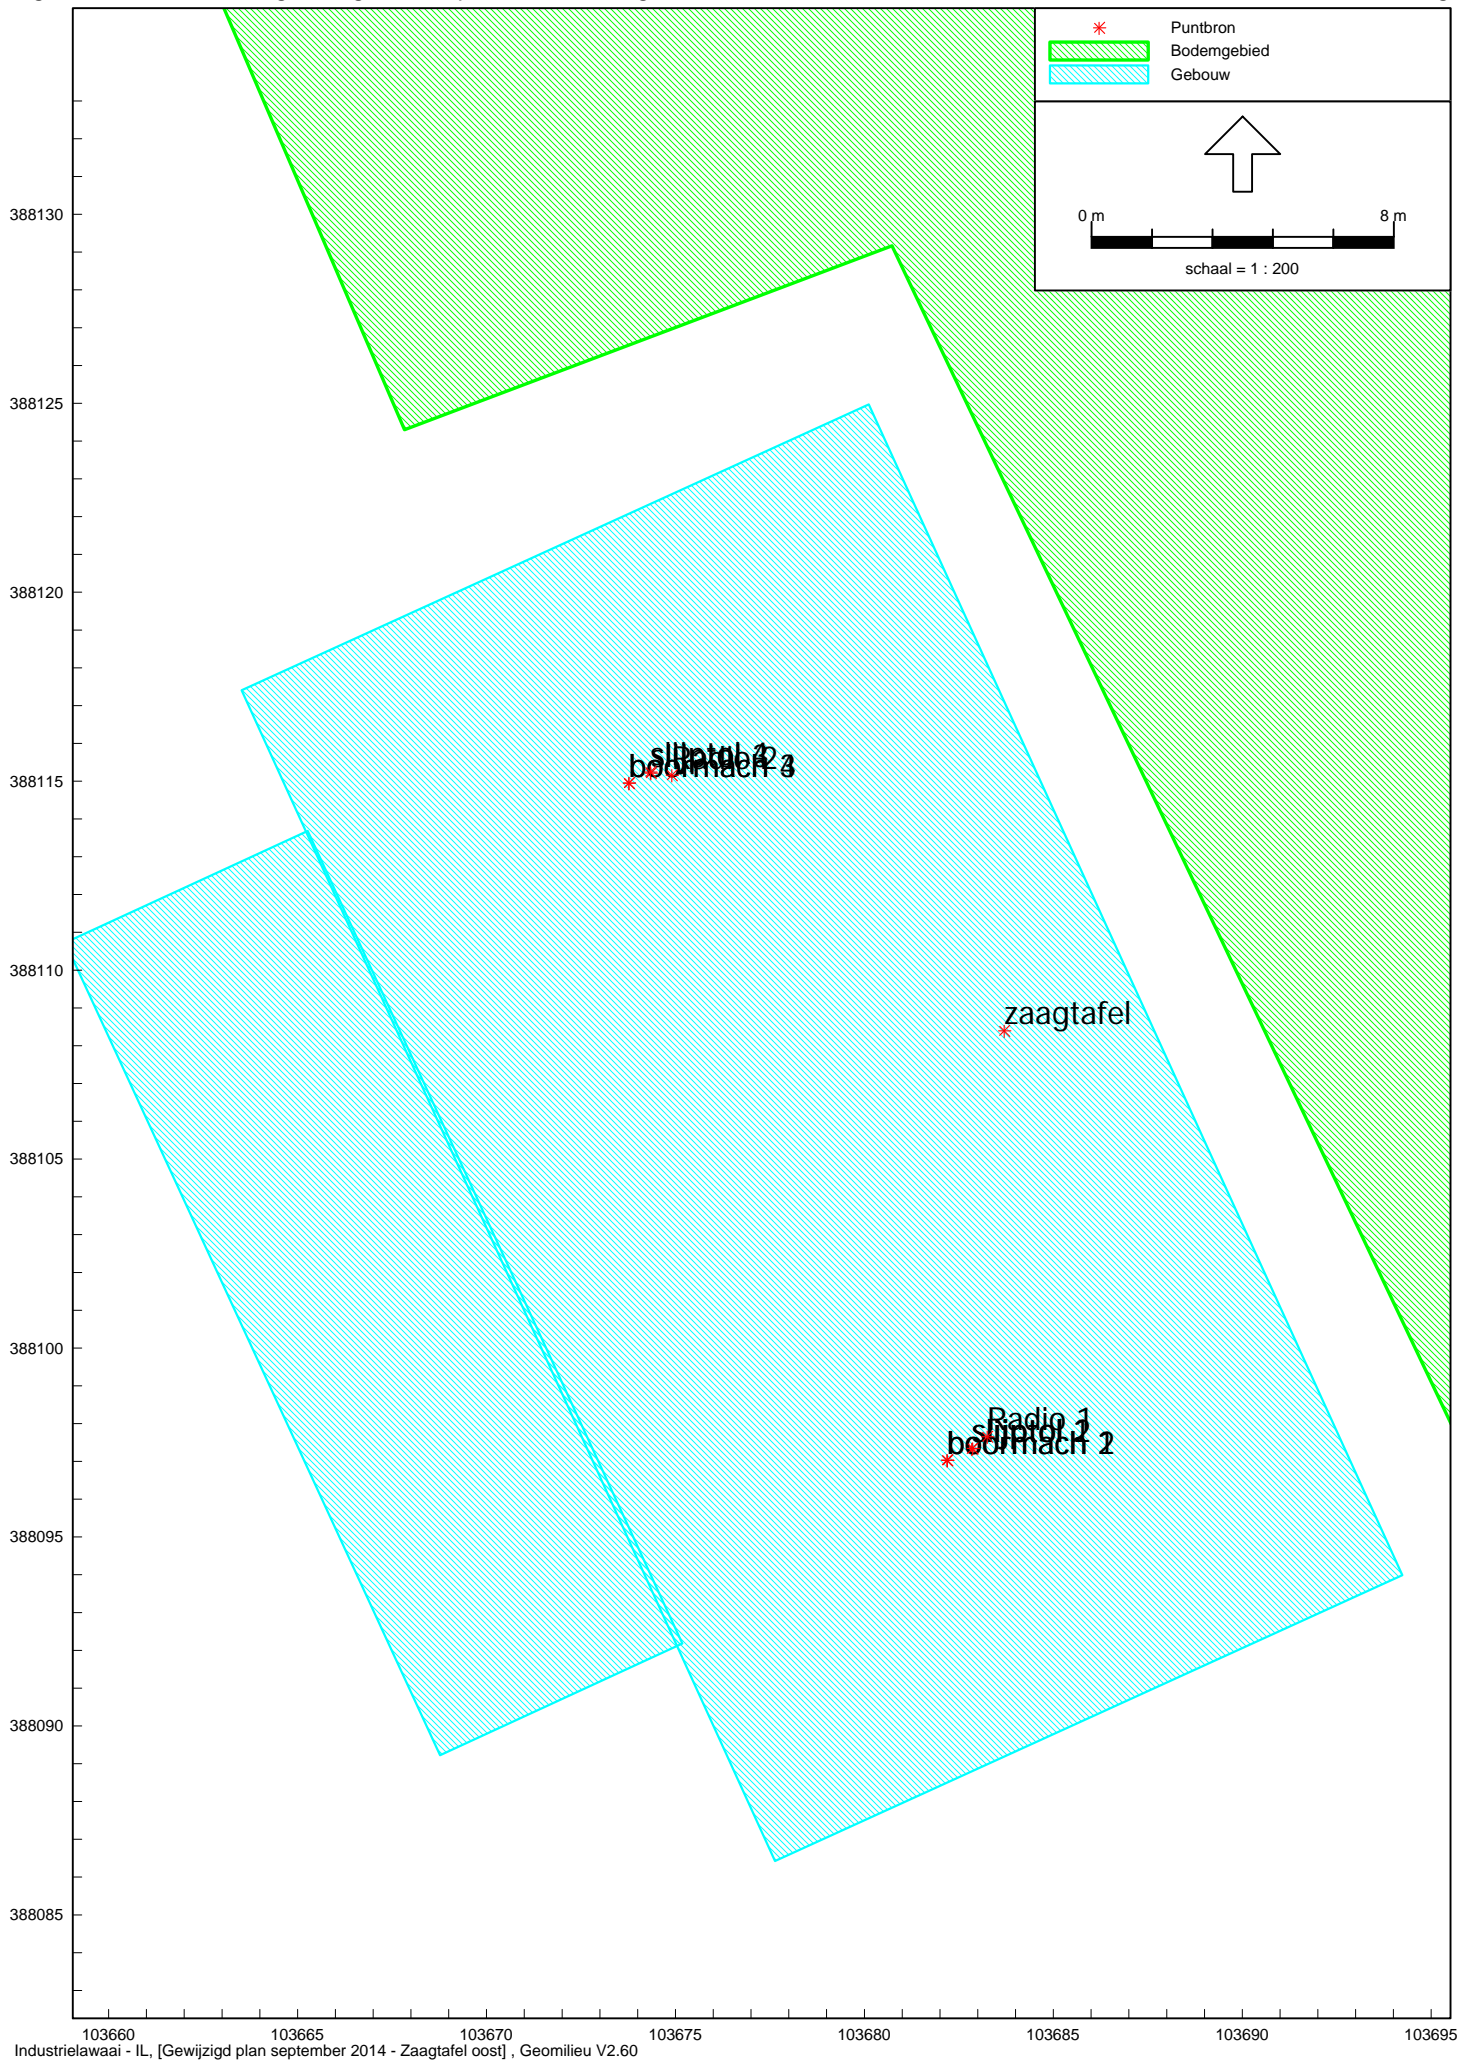 Puntbron
Bodemgebied
Gebouw
0 m 8 m
schaal = 1 : 200
388130
388125
388120
388115
388110
388105
388100
388095
388090
388085
boormach
zaagtafel
Radio 1
boormach
103660 103665 103670 103675 103680 103685 103690 103695
Industrielawaai - IL, [Gewijzigd plan september 2014 - Zaagtafel oost] , Geomilieu V2.60